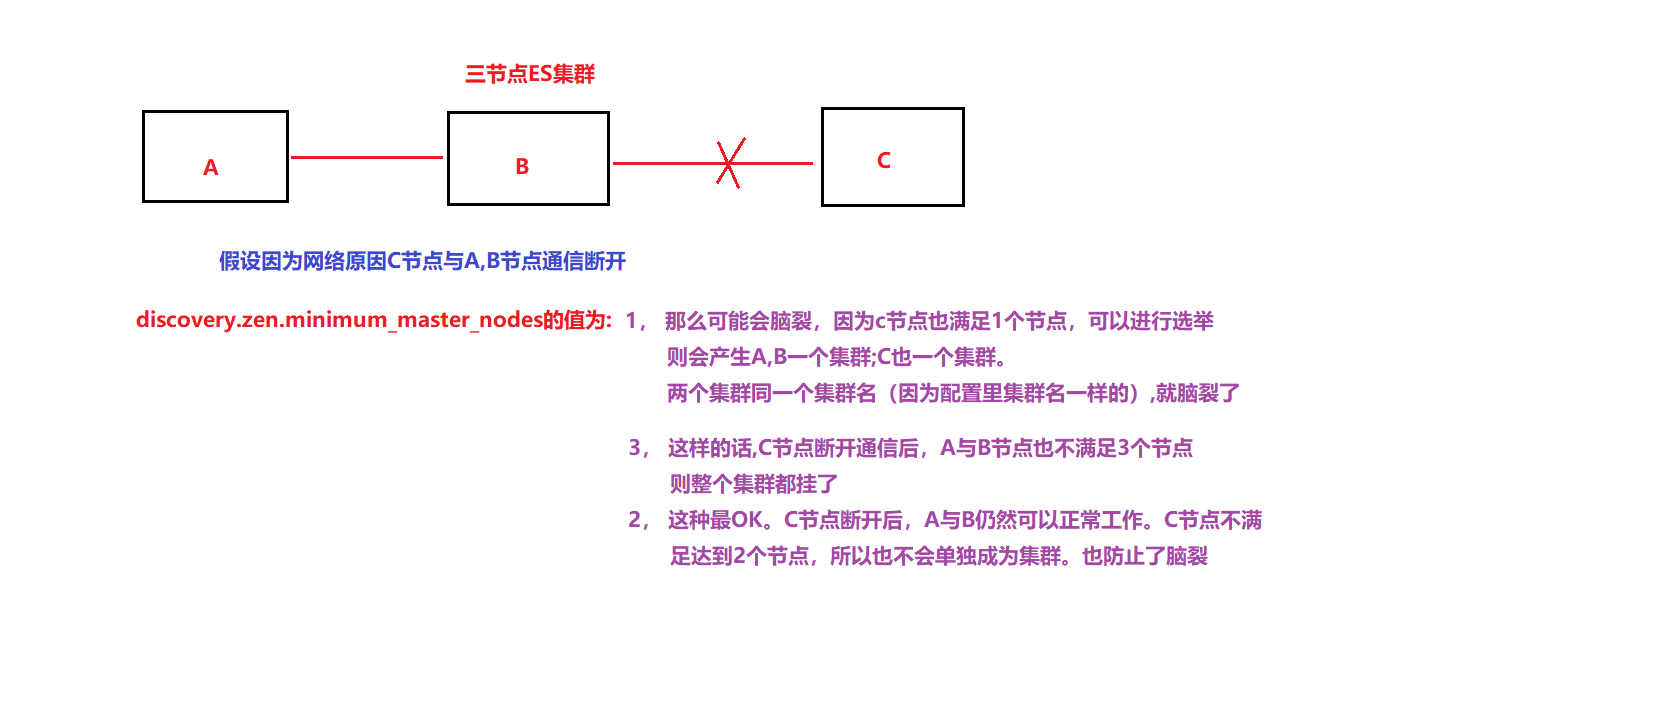 三节点ES集群
A
B
C
假设因为网络原因C节点与A,B节点通信断开
discovery.zen.minimum_master_nodes的值为: 1， 那么可能会脑裂，因为c节点也满足1个节点，可以进行选举
则会产生A,B一个集群;C也一个集群。
两个集群同一个集群名（因为配置里集群名一样的）,就脑裂了
3， 这样的话,C节点断开通信后，A与B节点也不满足3个节点
则整个集群都挂了
2， 这种最OK。C节点断开后，A与B仍然可以正常工作。C节点不满
足达到2个节点，所以也不会单独成为集群。也防止了脑裂